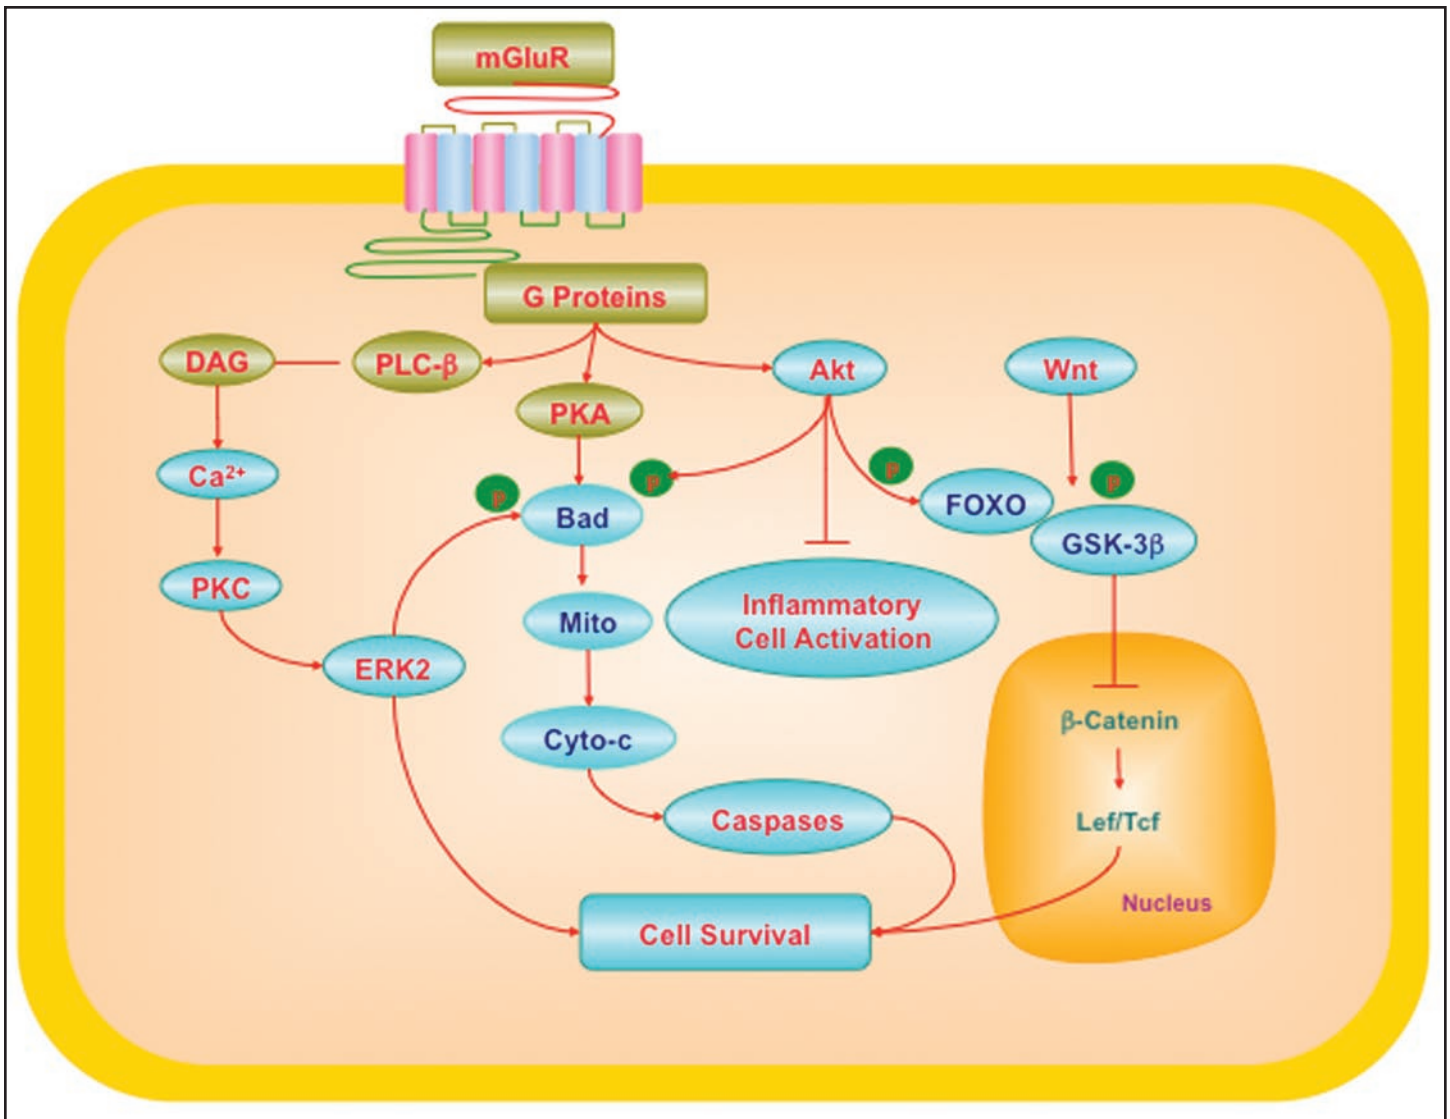 mGluR
G Proteins
DAG
PLC-β
Akt
Wnt
PKA
Ca²⁺
P
P
P
P
Bad
FOXO
GSK-3β
PKC
Mito
Inflammatory
Cell Activation
ERK2
β-Catenin
Cyto-c
Caspases
Lef/Tcf
Nucleus
Cell Survival